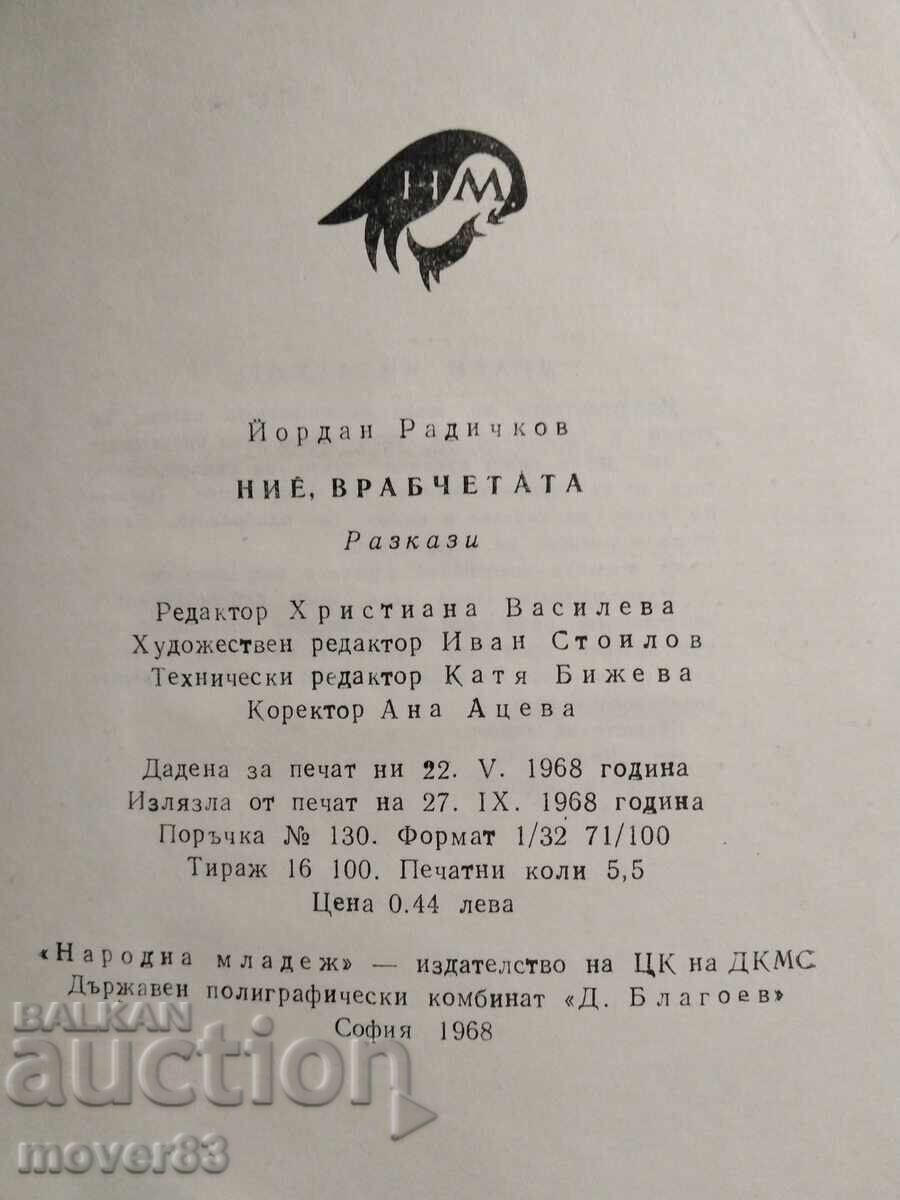 НМ
Йордан Радичков
НИЕ, ВРАБЧЕТАТА
Разкази
Редактор Христиана Василева
Художествен редактор Иван Стоилов
Технически редактор Катя Бижева
Коректор Ана Ацева
Дадена за печат ни 22. V. 1968 година
Излязла от печат на 27. IX. 1968 година
Поръчка № 130. Формат 1/32 71/100
Тираж 16 100. Печатни коли 5,5
Цена 0.44 лева
«Народна младеж» — издателство на ЦК на ДКМС
Държавен полиграфически комбинат «Д. Благоев»
София 1968
BALKAN
auction
mover83